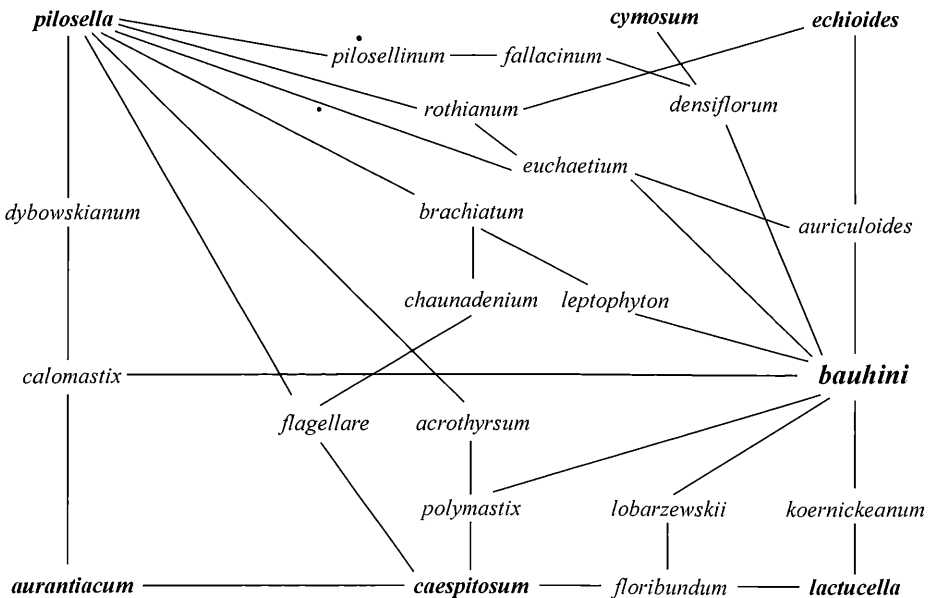 pilosella cymosum echioides
pilosellinum fallacinum
rothianum densiflorum
euchaetium
dybowskianum brachiatum auriculoides
chaunadenium leptophyton
calomastix bauhini
flagellare acrothyrsum
polymastix lobarzewskii koernickeanum
aurantiacum caespitosum floribundum lactucella